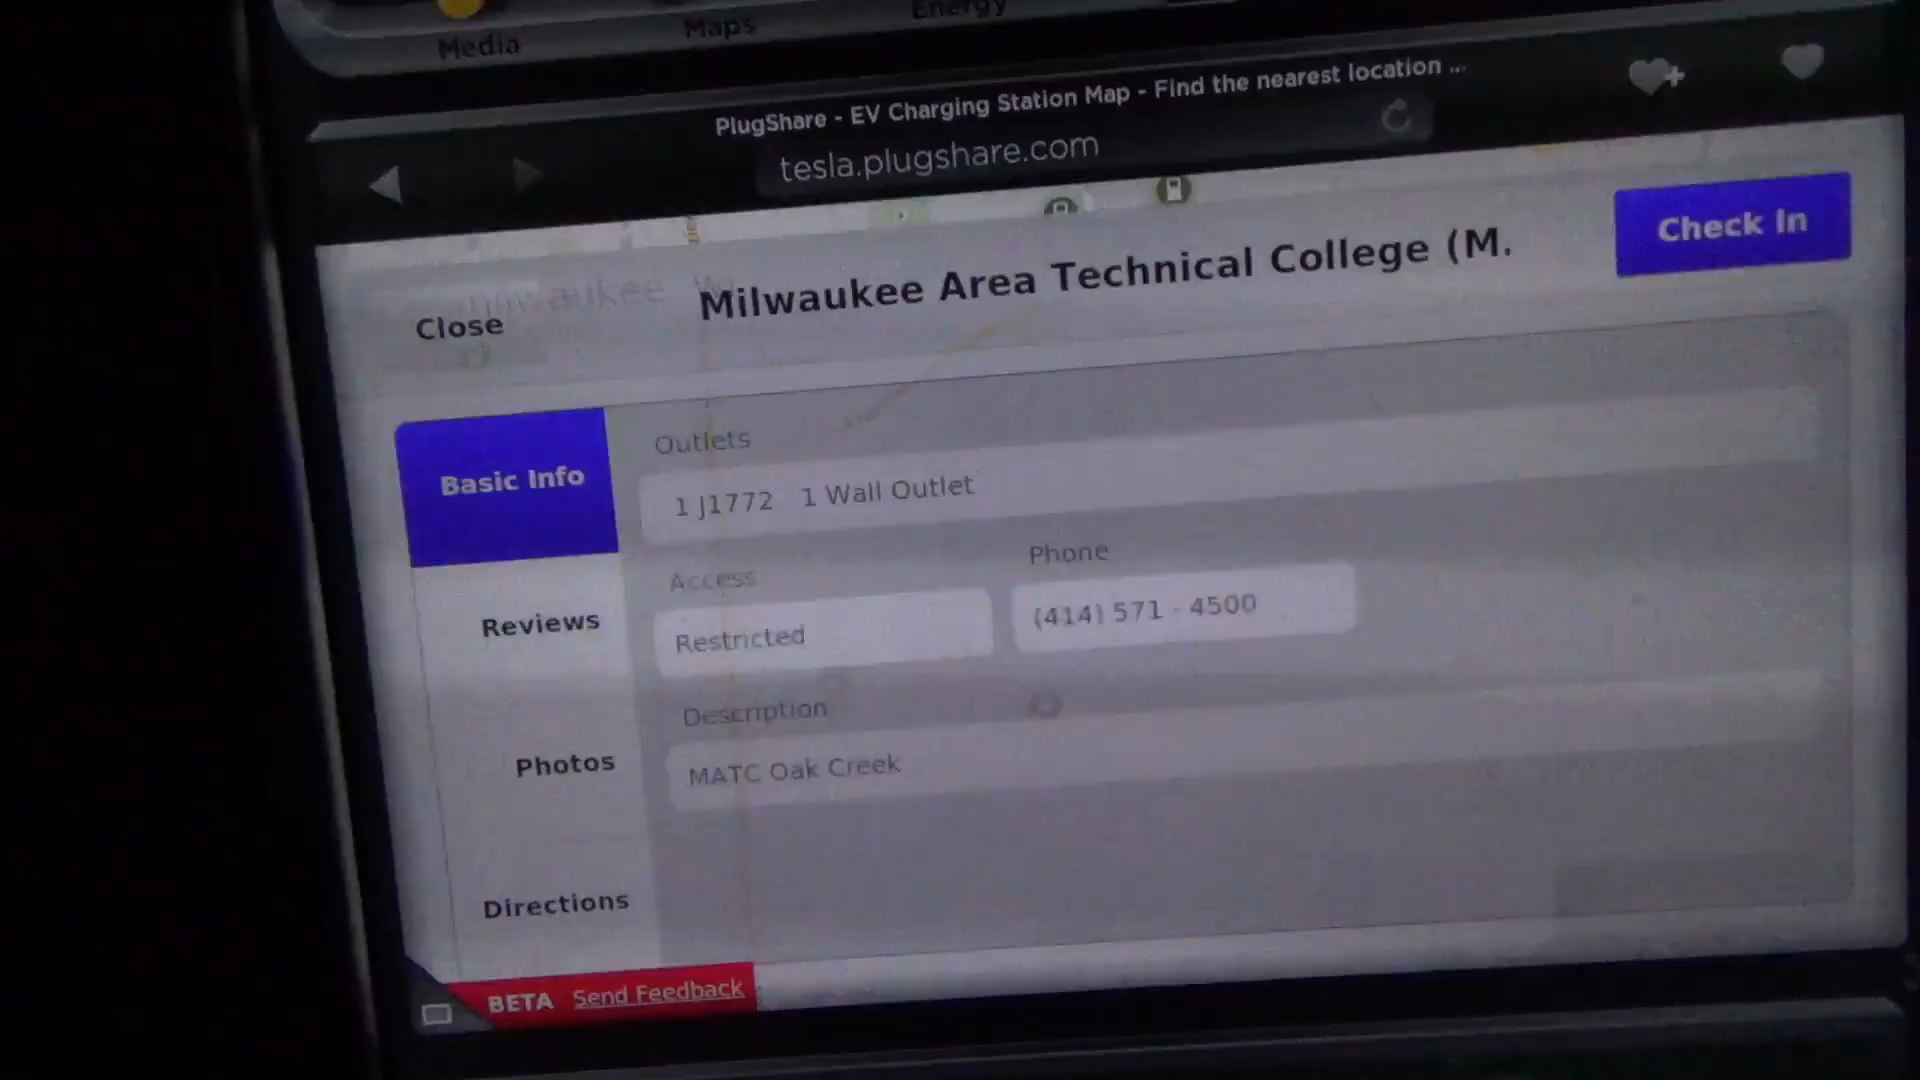 Media
Maps
Energy
PlugShare - EV Charging Station Map - Find the nearest location ...
tesla.plugshare.com
Milwaukee Area Technical College (M.
Check In
Close
Milwaukee
Basic Info
Reviews
Photos
Directions
Outlets
1 J1772 1 Wall Outlet
Access
Restricted
Phone
(414) 571 - 4500
Description
MATC Oak Creek
BETA Send Feedback